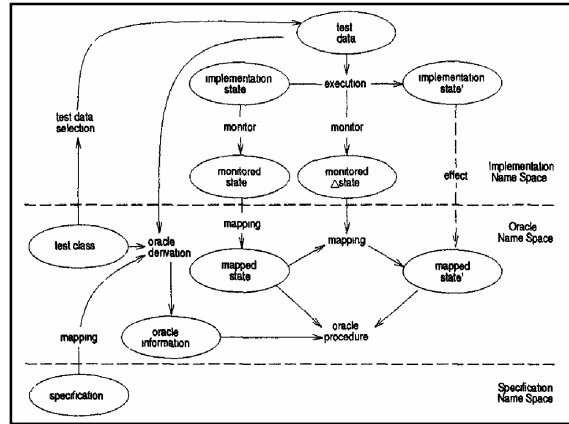 test
data
implementation
state
execution
implementation
state'
test data
selection
monitor
monitor
monitored
state
monitored
△state
effect
Implementation
Name Space
mapping
Oracle
Name Space
test class
oracle
derivation
mapping
mapped
state
mapped
state'
mapping
oracle
information
oracle
procedure
specification
Specification
Name Space